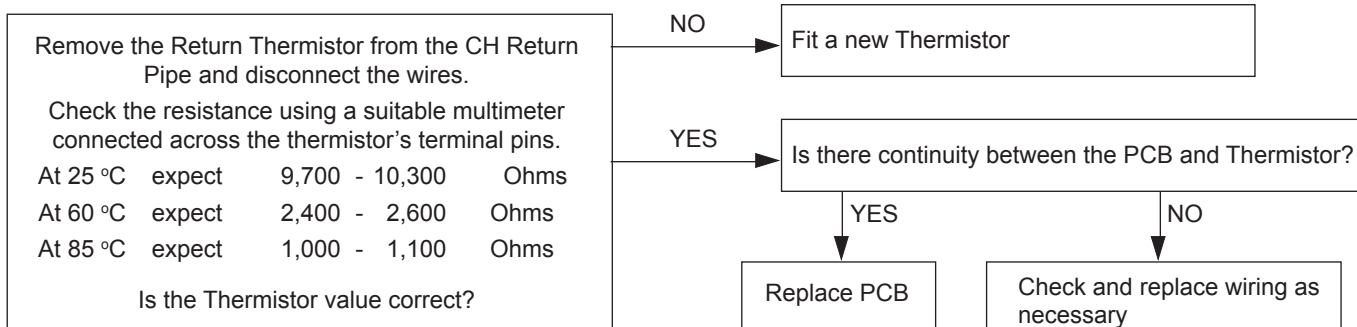 Remove the Return Thermistor from the CH Return
Pipe and disconnect the wires.
Check the resistance using a suitable multimeter
connected across the thermistor's terminal pins.
At 25 °C expect 9,700 - 10,300 Ohms
At 60 °C expect 2,400 - 2,600 Ohms
At 85 °C expect 1,000 - 1,100 Ohms
Is the Thermistor value correct?
NO
Fit a new Thermistor
YES
Is there continuity between the PCB and Thermistor?
YES
NO
Replace PCB
Check and replace wiring as
necessary